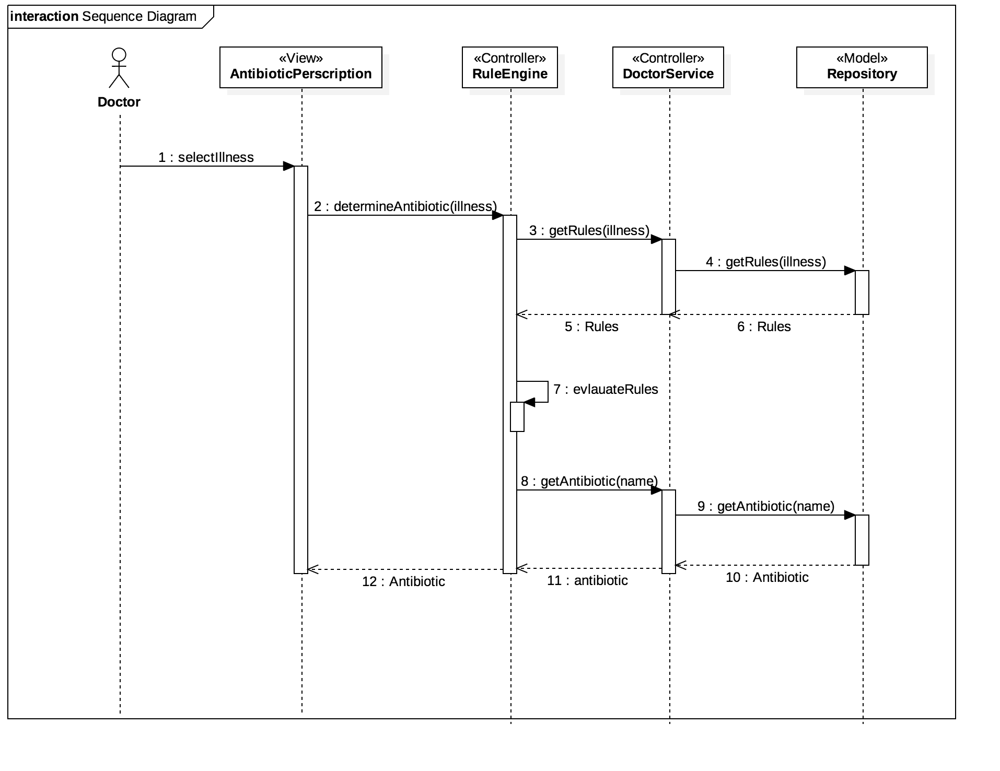 interaction Sequence Diagram
«View»
AntibioticPerscription
«Controller»
RuleEngine
«Controller»
DoctorService
«Model»
Repository
Doctor
1 : selectIllness
2 : determineAntibiotic(illness)
3 : getRules(illness)
4 : getRules(illness)
5 : Rules
6 : Rules
7 : evlauateRules
8 : getAntibiotic(name)
9 : getAntibiotic(name)
10 : Antibiotic
11 : antibiotic
12 : Antibiotic